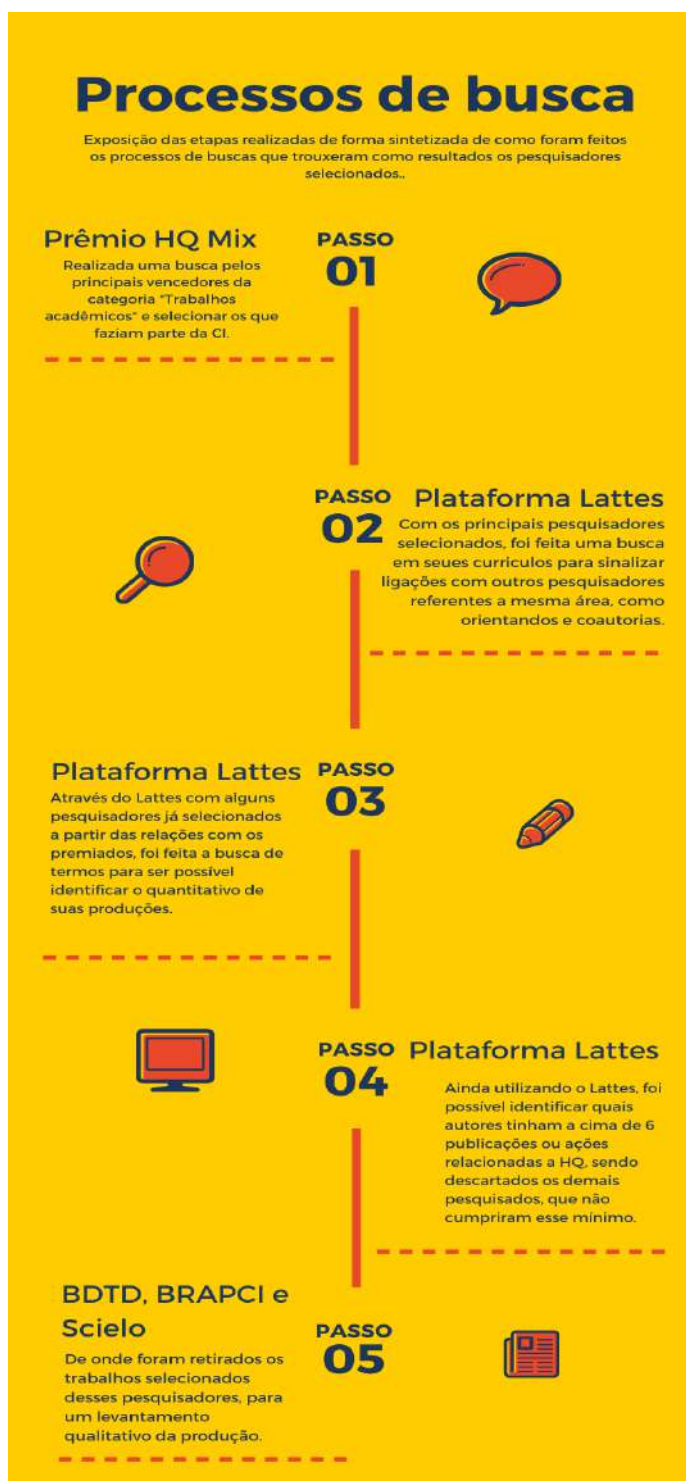 Processos de busca
Exposição das etapas realizadas de forma sintetizada de como foram feitos
os processos de buscas que trouxeram como resultados os pesquisadores
selecionados..
Prêmio HQ Mix
Realizada uma busca pelos
principais vencedores da
categoria "Trabalhos
acadêmicos" e selecionar os que
faziam parte da CI.
PASSO
01
PASSO
02
Plataforma Lattes
Com os principais pesquisadores
selecionados, foi feita uma busca
em seues curriculos para sinalizar
ligações com outros pesquisadores
referentes a mesma área, como
orientandos e coautorias.
Plataforma Lattes
Através do Lattes com alguns
pesquisadores já selecionados
a partir das relações com os
premiados, foi feita a busca de
termos para ser possível
identificar o quantitativo de
suas produções.
PASSO
03
PASSO
04
Plataforma Lattes
Ainda utilizando o Lattes, foi
possível identificar quais
autores tinham a cima de 6
publicações ou ações
relacionadas a HQ, sendo
descartados os demais
pesquisados, que não
cumpriram esse mínimo.
BDTD, BRAPCI e
Scielo
De onde foram retirados os
trabalhos selecionados
desses pesquisadores, para
um levantamento
qualitativo da produção.
PASSO
05